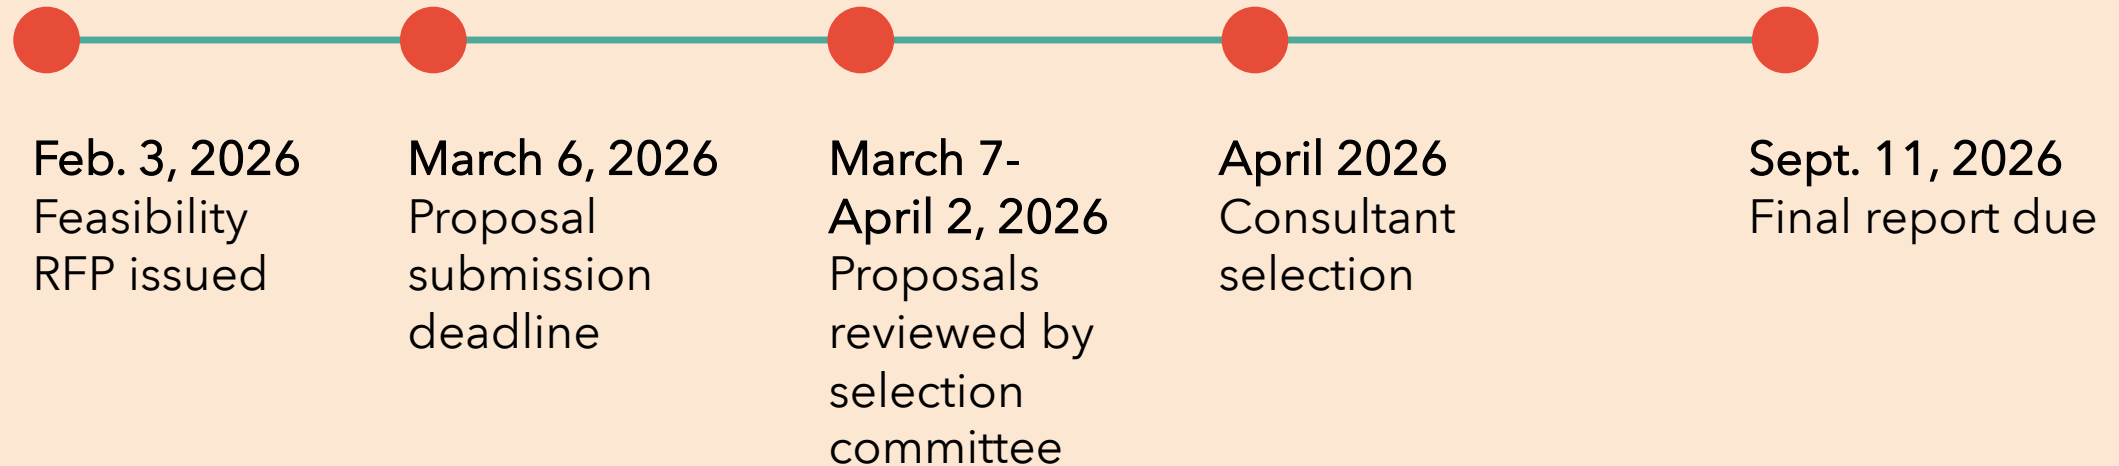 Feb. 3, 2026
Feasibility
RFP issued
March 6, 2026
Proposal
submission
deadline
March 7-
April 2, 2026
Proposals
reviewed by
selection
committee
April 2026
Consultant
selection
Sept. 11, 2026
Final report due